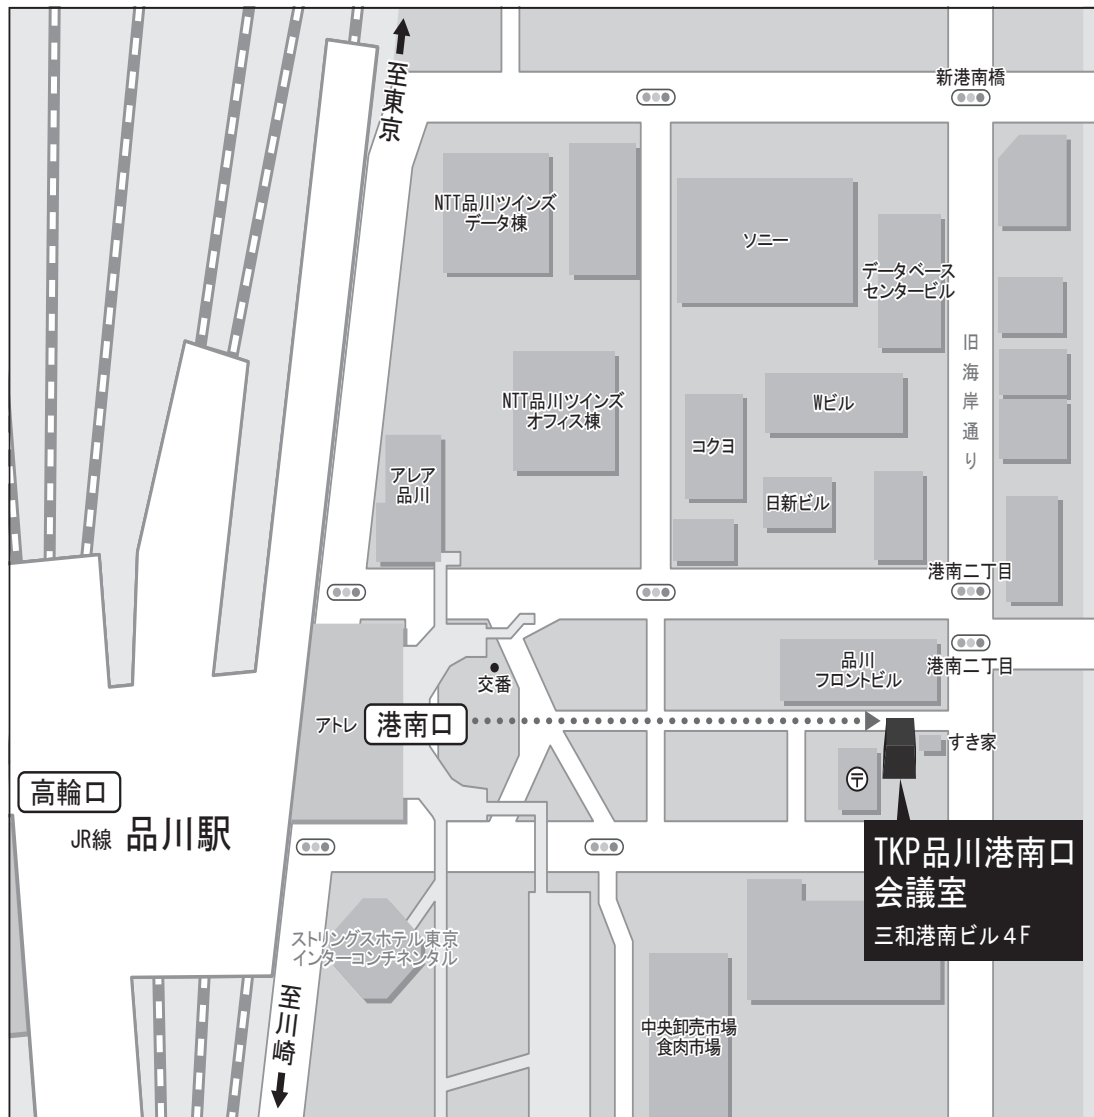 至東京
新港南橋
NTT品川ツインズ
データ棟
ソニー
データベース
センタービル
旧海岸通り
NTT品川ツインズ
オフィス棟
Wビル
コクヨ
アレア
品川
日新ビル
港南二丁目
港南二丁目
品川
フロントビル
交番
アトレ
港南口
すき家
〒
高輪口
JR線 品川駅
TKP品川港南口
会議室
三和港南ビル4F
ストリングスホテル東京
インターコンチネンタル
至川崎
中央卸売市場
食肉市場